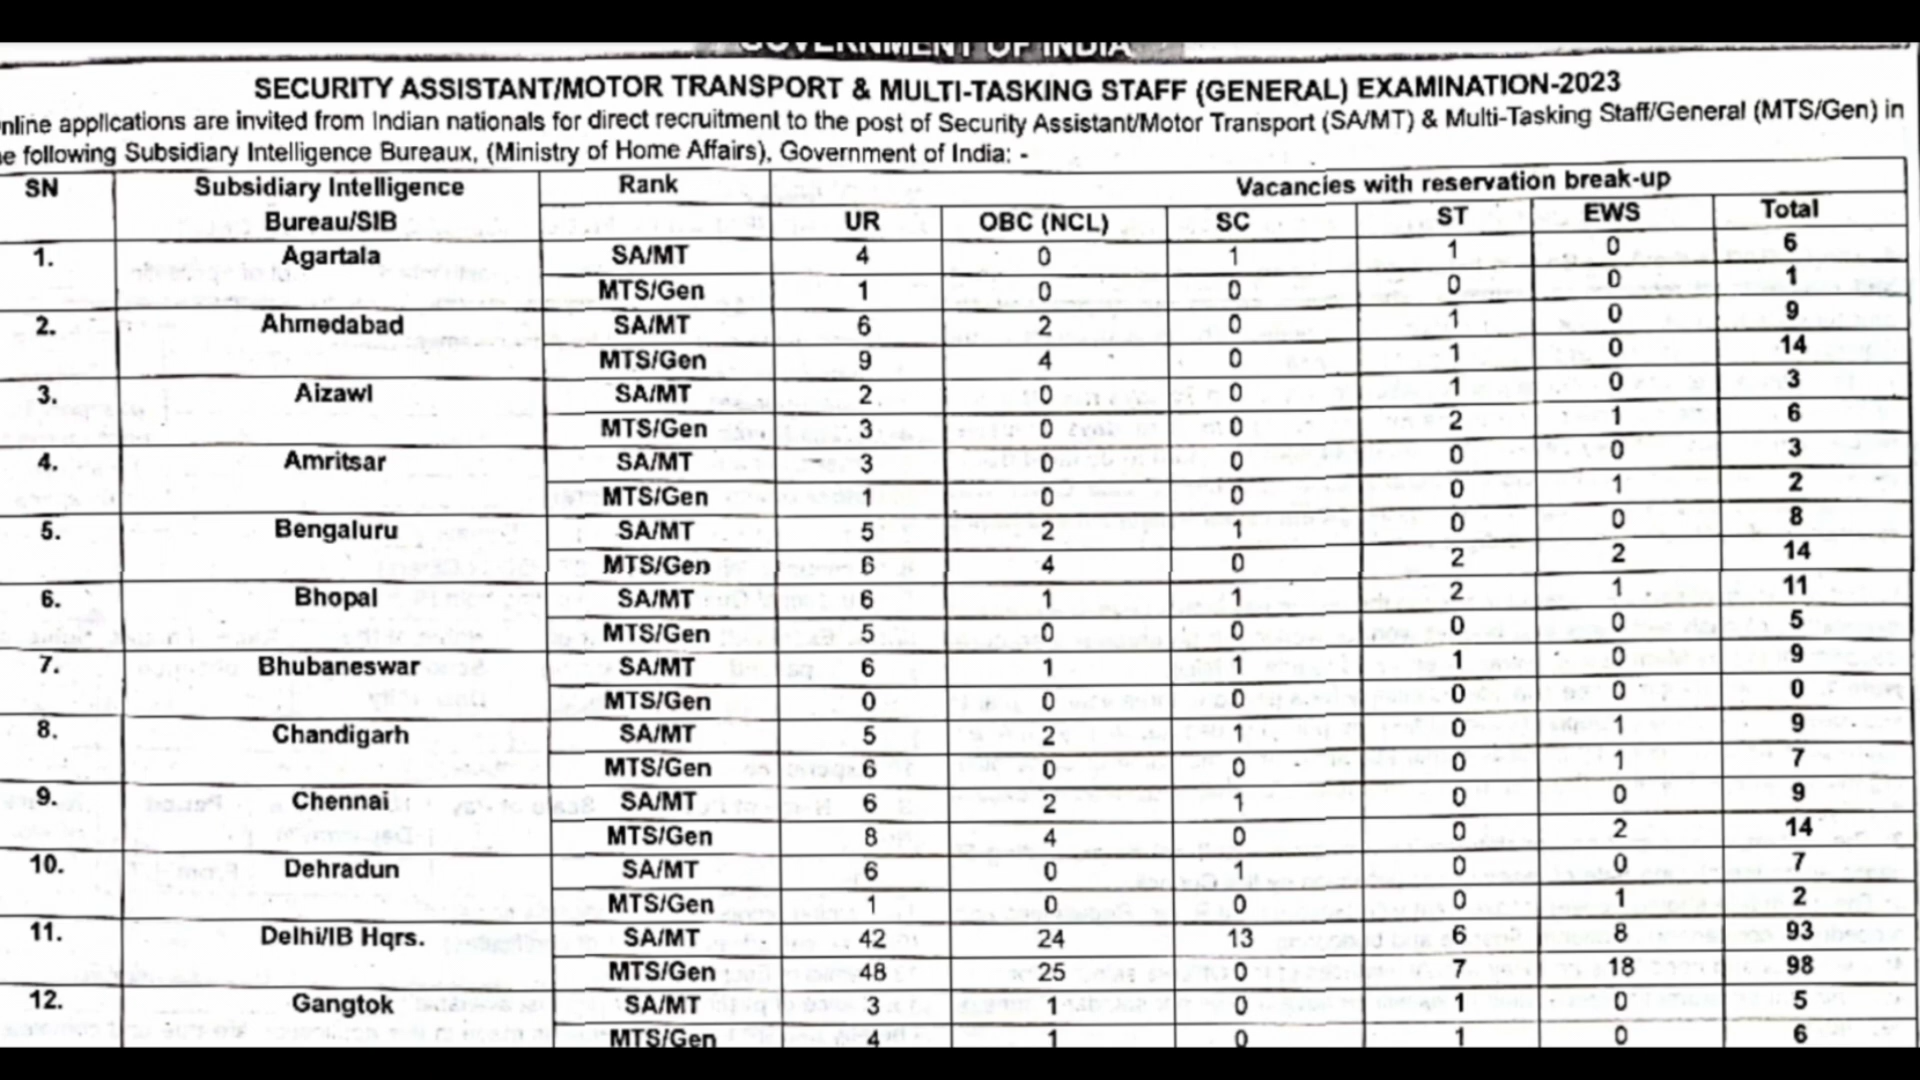 GOVERNMENT OF INDIA
SECURITY ASSISTANT/MOTOR TRANSPORT & MULTI-TASKING STAFF (GENERAL) EXAMINATION-2023
nline applications are invited from Indian nationals for direct recruitment to the post of Security Assistant/Motor Transport (SA/MT) & Multi-Tasking Staff/General (MTS/Gen) in
e following Subsidiary Intelligence Bureaux, (Ministry of Home Affairs), Government of India: -
SN Subsidiary Intelligence Bureau/SIB Rank Vacancies with reservation break-up
UR OBC (NCL) SC ST EWS Total
1. Agartala SA/MT 4 0 1 1 0 6
MTS/Gen 1 0 0 0 0 1
2. Ahmedabad SA/MT 6 2 0 1 0 9
MTS/Gen 9 4 0 1 0 14
3. Aizawl SA/MT 2 0 0 1 0 3
MTS/Gen 3 0 0 2 1 6
4. Amritsar SA/MT 3 0 0 0 0 3
MTS/Gen 1 0 0 0 1 2
5. Bengaluru SA/MT 5 2 1 0 0 8
MTS/Gen 6 4 0 2 2 14
6. Bhopal SA/MT 6 1 1 2 1 11
MTS/Gen 5 0 0 0 0 5
7. Bhubaneswar SA/MT 6 1 1 1 0 9
MTS/Gen 0 0 0 0 0 0
8. Chandigarh SA/MT 5 2 1 0 1 9
MTS/Gen 6 0 0 0 1 7
9. Chennai SA/MT 6 2 1 0 0 9
MTS/Gen 8 4 0 0 2 14
10. Dehradun SA/MT 6 0 1 0 0 7
MTS/Gen 1 0 0 0 1 2
11. Delhi/IB Hqrs. SA/MT 42 24 13 6 8 93
MTS/Gen 48 25 0 7 18 98
12. Gangtok SA/MT 3 1 0 1 0 5
MTS/Gen 4 1 0 1 0 6